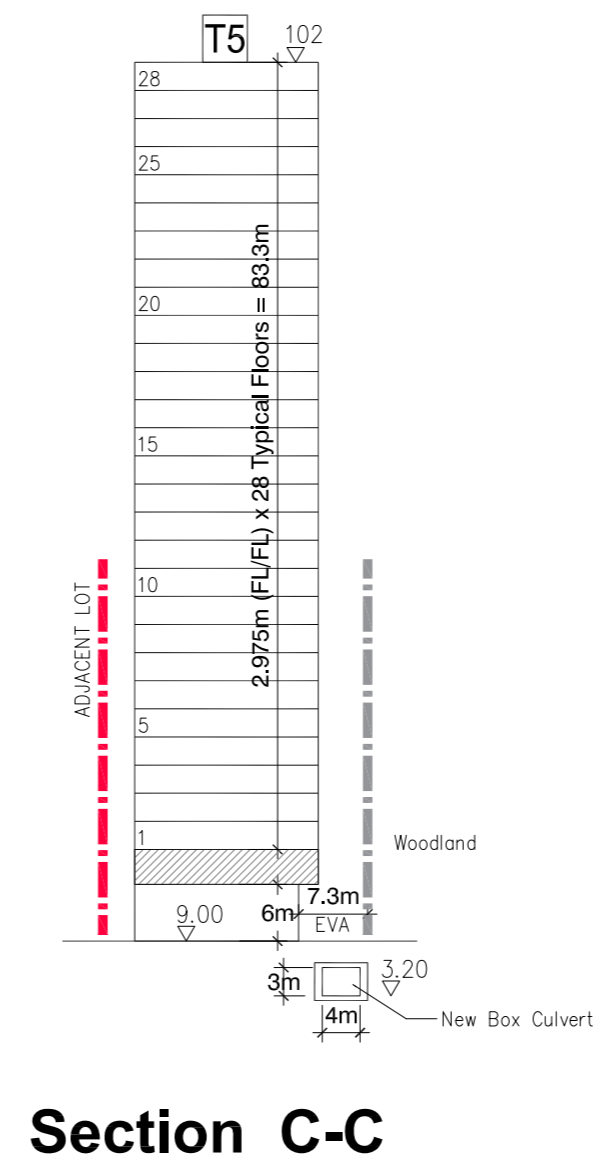 T5
102
28
25
20
15
10
5
1
2.975m (FL/FL) x 28 Typical Floors = 83.3m
ADJACENT LOT
Woodland
7.3m
9.00
6m
EVA
3m
3.20
4m
New Box Culvert
Section C-C